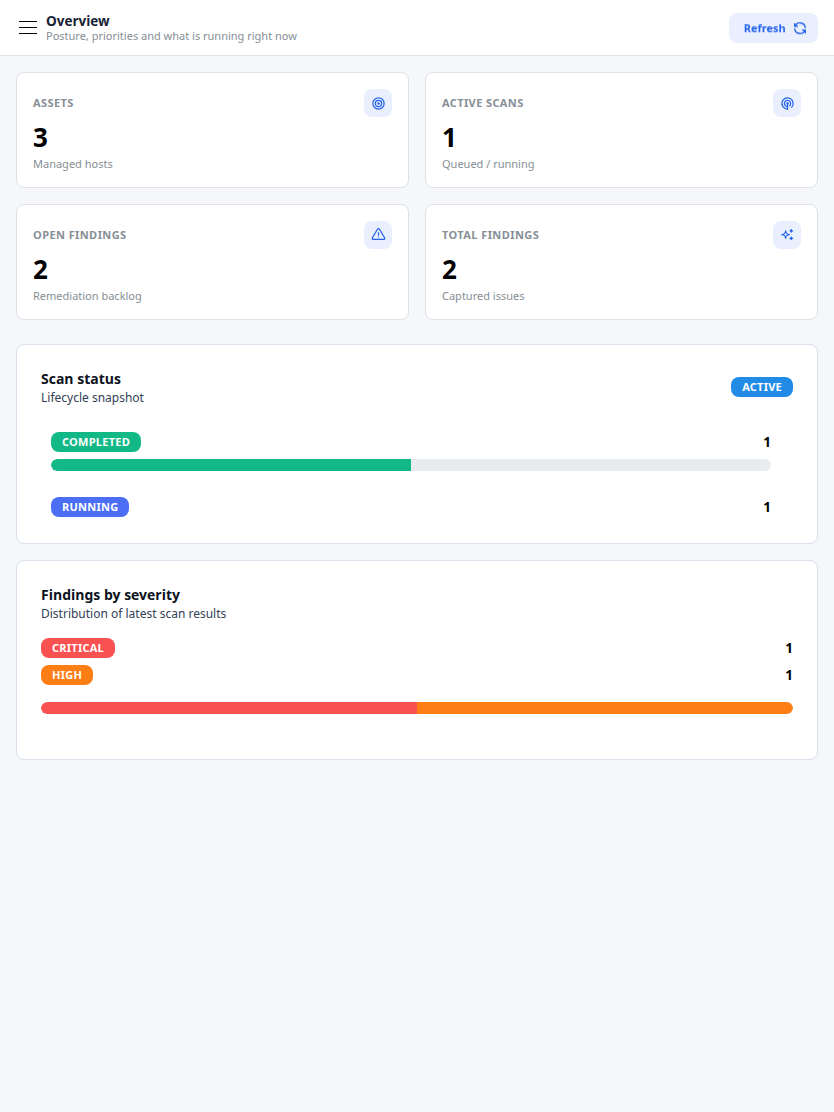 Overview
Posture, priorities and what is running right now
Refresh
ASSETS
3
Managed hosts
ACTIVE SCANS
1
Queued / running
OPEN FINDINGS
2
Remediation backlog
TOTAL FINDINGS
2
Captured issues
Scan status
Lifecycle snapshot
ACTIVE
COMPLETED 1
RUNNING 1
Findings by severity
Distribution of latest scan results
CRITICAL 1
HIGH 1